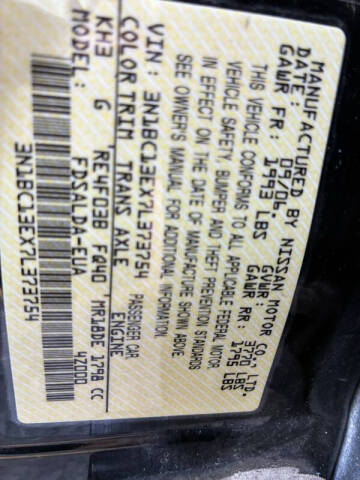 MANUFACTURED BY NISSAN MOTOR CO., LTD.
DATE: 09/06. GVWR: 3770 LBS
GAWR FR: 1993 LBS GAWR RR: 1795 LBS
THIS VEHICLE CONFORMS TO ALL APPLICABLE FEDERAL MOTOR
VEHICLE SAFETY, BUMPER AND THEFT PREVENTION STANDARDS
IN EFFECT ON THE DATE OF MANUFACTURE SHOWN ABOVE.
SEE OWNER'S MANUAL FOR ADDITIONAL INFORMATION.
VIN: 3N1BC13EX7L373754 PASSENGER CAR
COLOR TRIM TRANS AXLE ENGINE
KH3 G RE4F03B FQ40 MR18DE 1798 CC
MODEL: FDSALDA-EUA 47000
3N1BC13EX7L373754